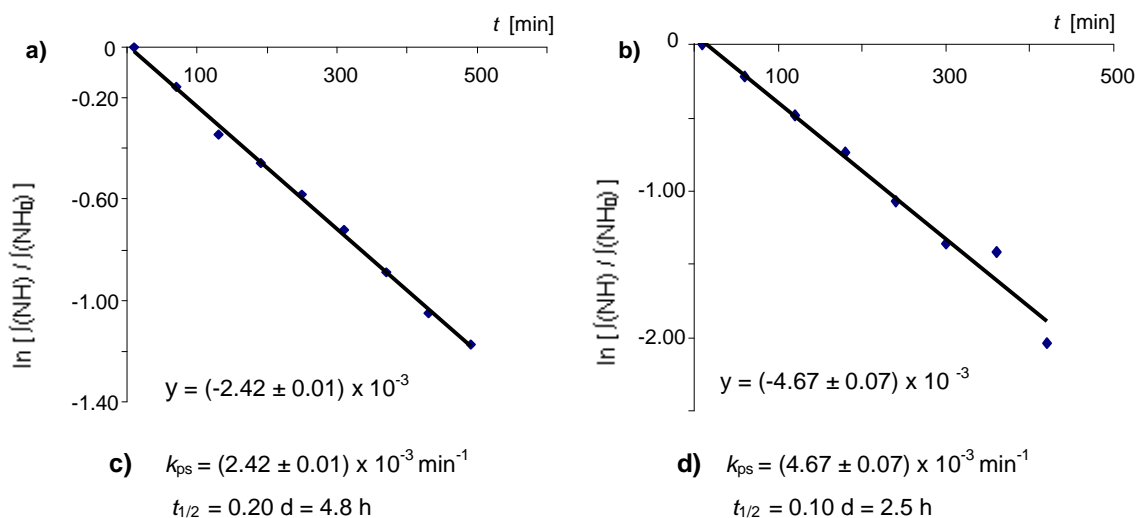 a)
t [min]
0
100
300
500
-0.20
-0.60
-1.00
-1.40
ln [ ∫(NH) / ∫(NH▯) ]
y = (-2.42 ± 0.01) x 10-3
b)
t [min]
0
100
300
500
-1.00
-2.00
ln [ ∫(NH) / ∫(NH▯) ]
y = (-4.67 ± 0.07) x 10 -3
c) kps = (2.42 ± 0.01) x 10-3 min-1
t1/2 = 0.20 d = 4.8 h
d) kps = (4.67 ± 0.07) x 10-3 min-1
t1/2 = 0.10 d = 2.5 h